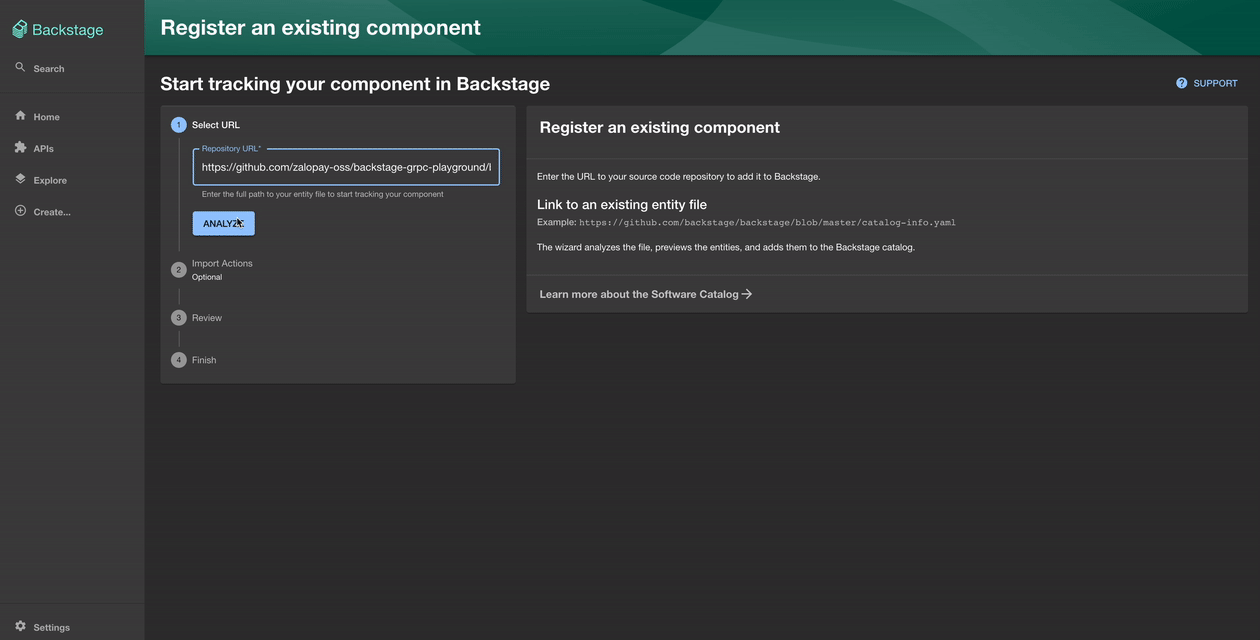 Backstage
Search
Home
APIs
Explore
Create...
Settings
Register an existing component
Start tracking your component in Backstage
SUPPORT
1 Select URL
Repository URL*
https://github.com/zalopay-oss/backstage-grpc-playground/
Enter the full path to your entity file to start tracking your component
ANALYZE
2 Import Actions
Optional
3 Review
4 Finish
Register an existing component
Enter the URL to your source code repository to add it to Backstage.
Link to an existing entity file
Example: https://github.com/backstage/backstage/blob/master/catalog-info.yaml
The wizard analyzes the file, previews the entities, and adds them to the Backstage catalog.
Learn more about the Software Catalog